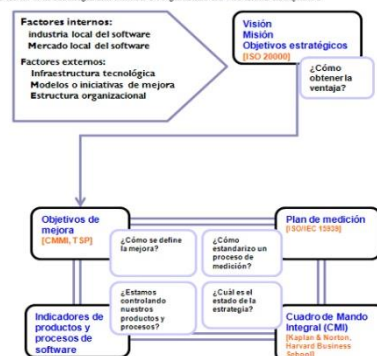 Factores internos:
industria local del software
Mercado local del software
Factores externos:
Infraestructura tecnológica
Modelos o iniciativas de mejora
Estructura organizacional
Visión
Misión
Objetivos estratégicos
[ISO 20000]
¿Cómo
obtener la
ventaja?
Objetivos de
mejora
[CMMI, TSP]
¿Cómo se define
la mejora?
¿Cómo
estandarizo un
proceso de
medición?
Plan de medición
[ISO/IEC 15939]
¿Estamos
controlando
nuestros
productos y
procesos?
¿Cuál es el
estado de la
estrategia?
Indicadores de
productos y
procesos de
software
Cuadro de Mando
Integral (CMI)
[Kaplan & Norton,
Harvard Business
School]